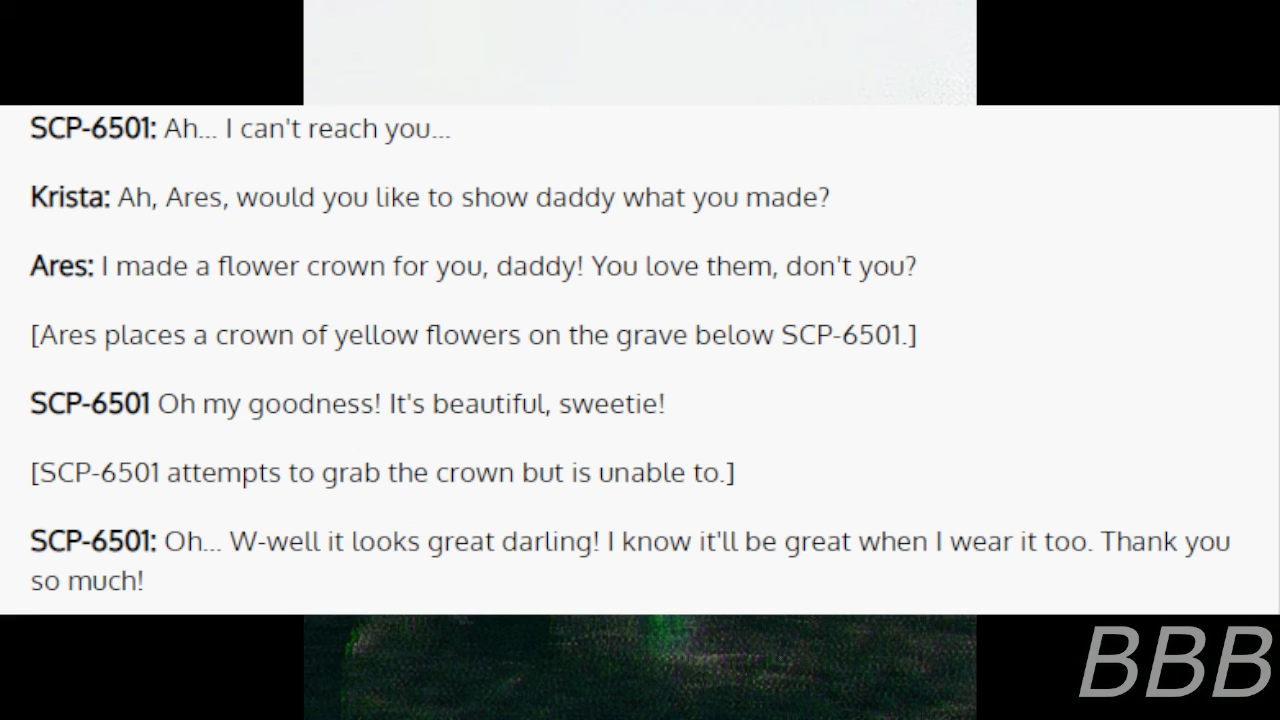 SCP-6501: Ah... I can't reach you...
Krista: Ah, Ares, would you like to show daddy what you made?
Ares: I made a flower crown for you, daddy! You love them, don't you?
[Ares places a crown of yellow flowers on the grave below SCP-6501.]
SCP-6501 Oh my goodness! It's beautiful, sweetie!
[SCP-6501 attempts to grab the crown but is unable to.]
SCP-6501: Oh... W-well it looks great darling! I know it'll be great when I wear it too. Thank you
so much!
BBB